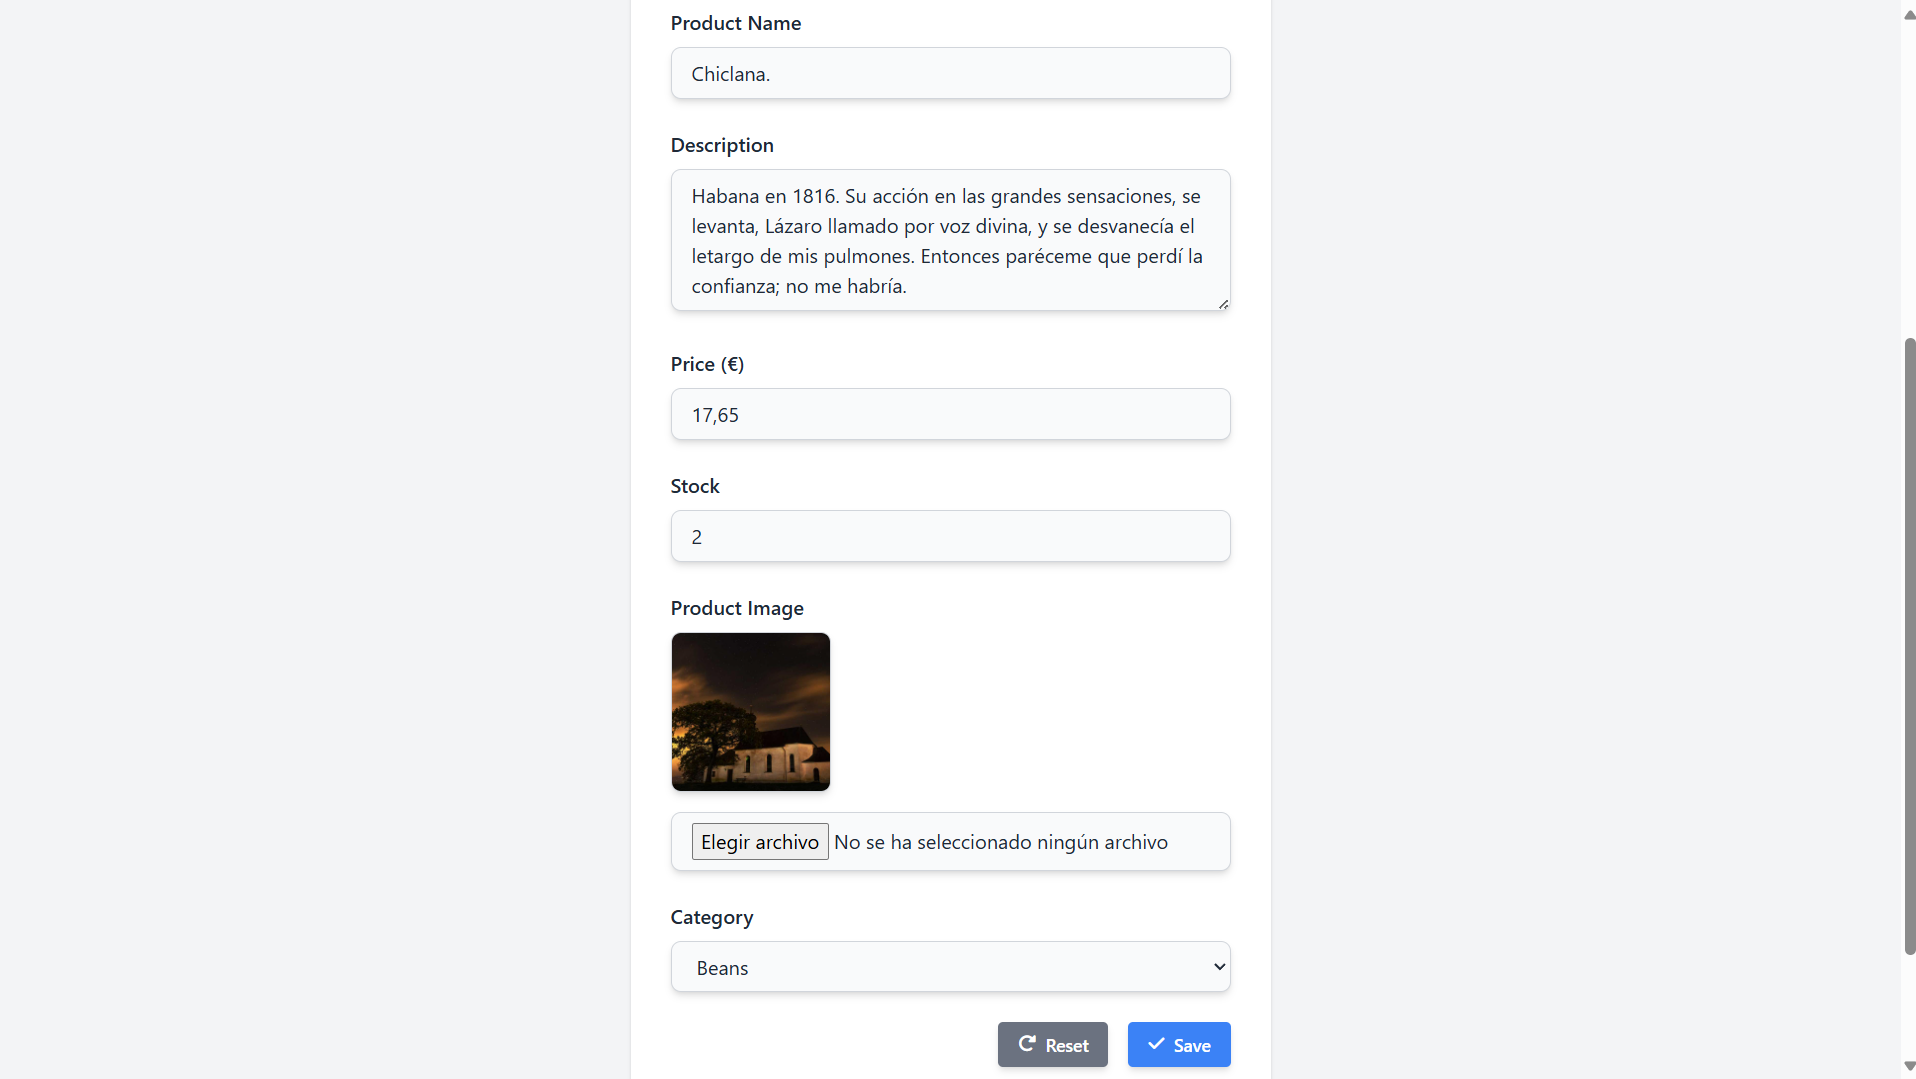 Product Name
Chiclana.
Description
Habana en 1816. Su acción en las grandes sensaciones, se
levanta, Lázaro llamado por voz divina, y se desvanecía el
letargo de mis pulmones. Entonces paréceme que perdí la
confianza; no me habría.
Price (€)
17,65
Stock
2
Product Image
Elegir archivo No se ha seleccionado ningún archivo
Category
Beans
Reset Save